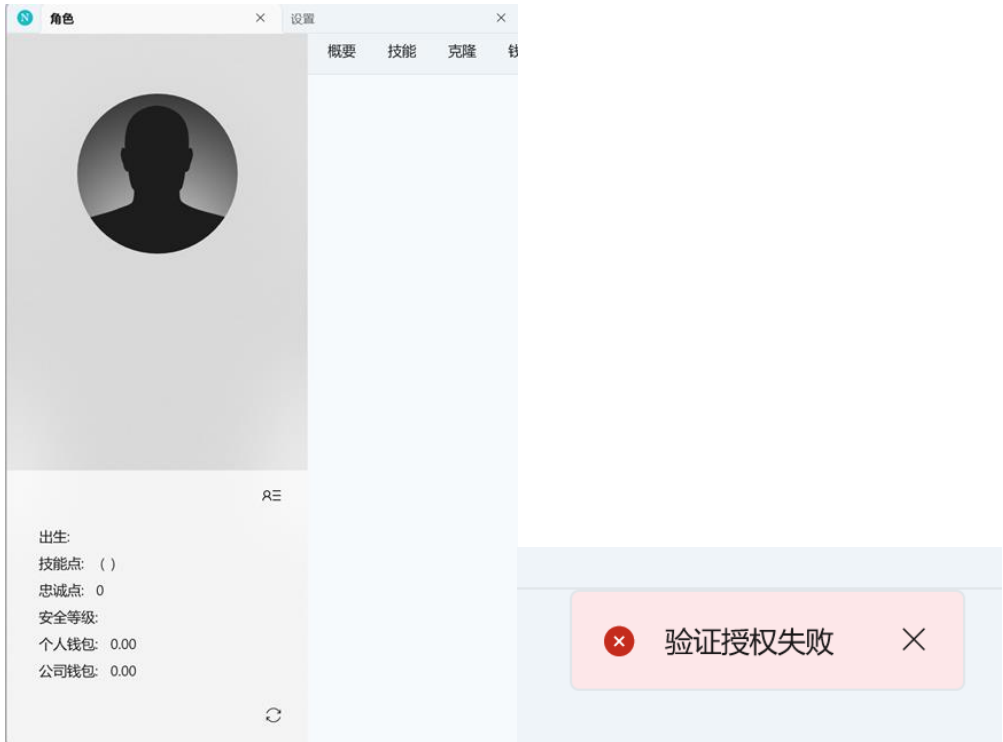 N 角色 设置
概要 技能 克隆
出生:
技能点: ( )
忠诚点: 0
安全等级:
个人钱包: 0.00
公司钱包: 0.00
验证授权失败